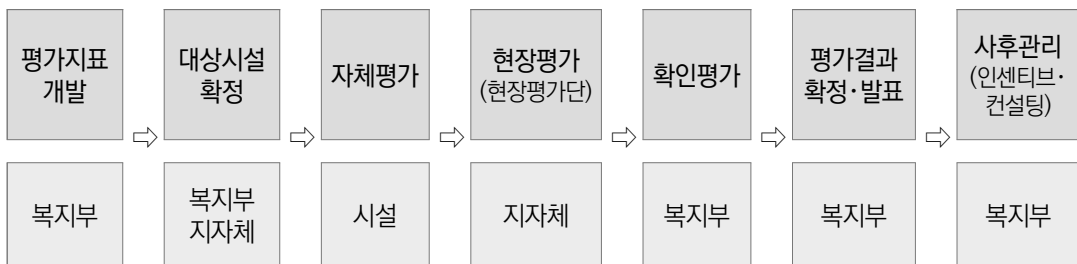 평가지표
개발
대상시설
확정
자체평가
현장평가
(현장평가단)
확인평가
평가결과
확정·발표
사후관리
(인센티브·
컨설팅)
복지부
복지부
지자체
시설
지자체
복지부
복지부
복지부